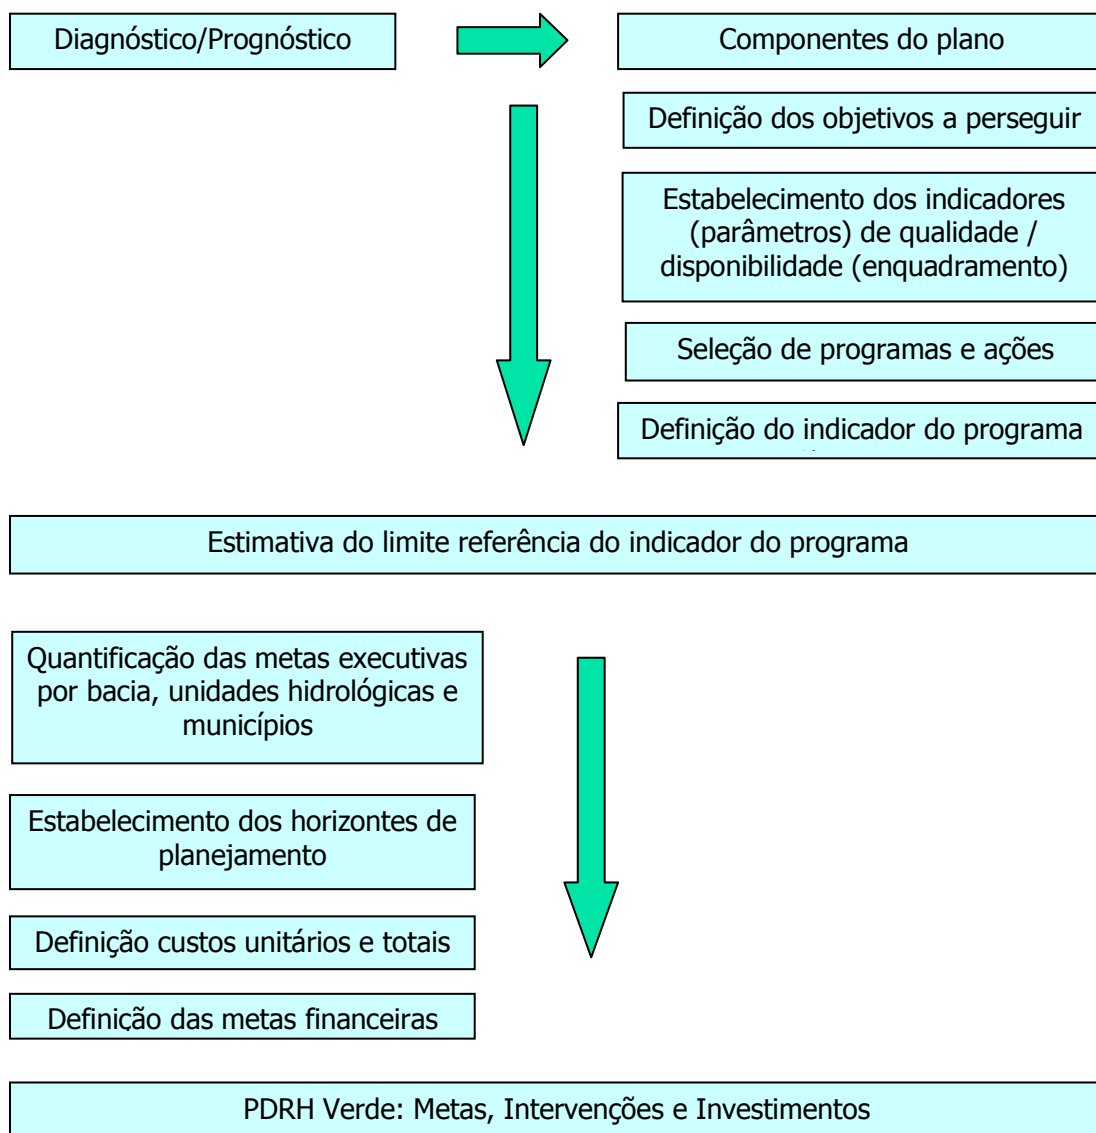 Diagnóstico/Prognóstico
Componentes do plano
Definição dos objetivos a perseguir
Estabelecimento dos indicadores
(parâmetros) de qualidade /
disponibilidade (enquadramento)
Seleção de programas e ações
Definição do indicador do programa
Estimativa do limite referência do indicador do programa
Quantificação das metas executivas
por bacia, unidades hidrológicas e
municípios
Estabelecimento dos horizontes de
planejamento
Definição custos unitários e totais
Definição das metas financeiras
PDRH Verde: Metas, Intervenções e Investimentos